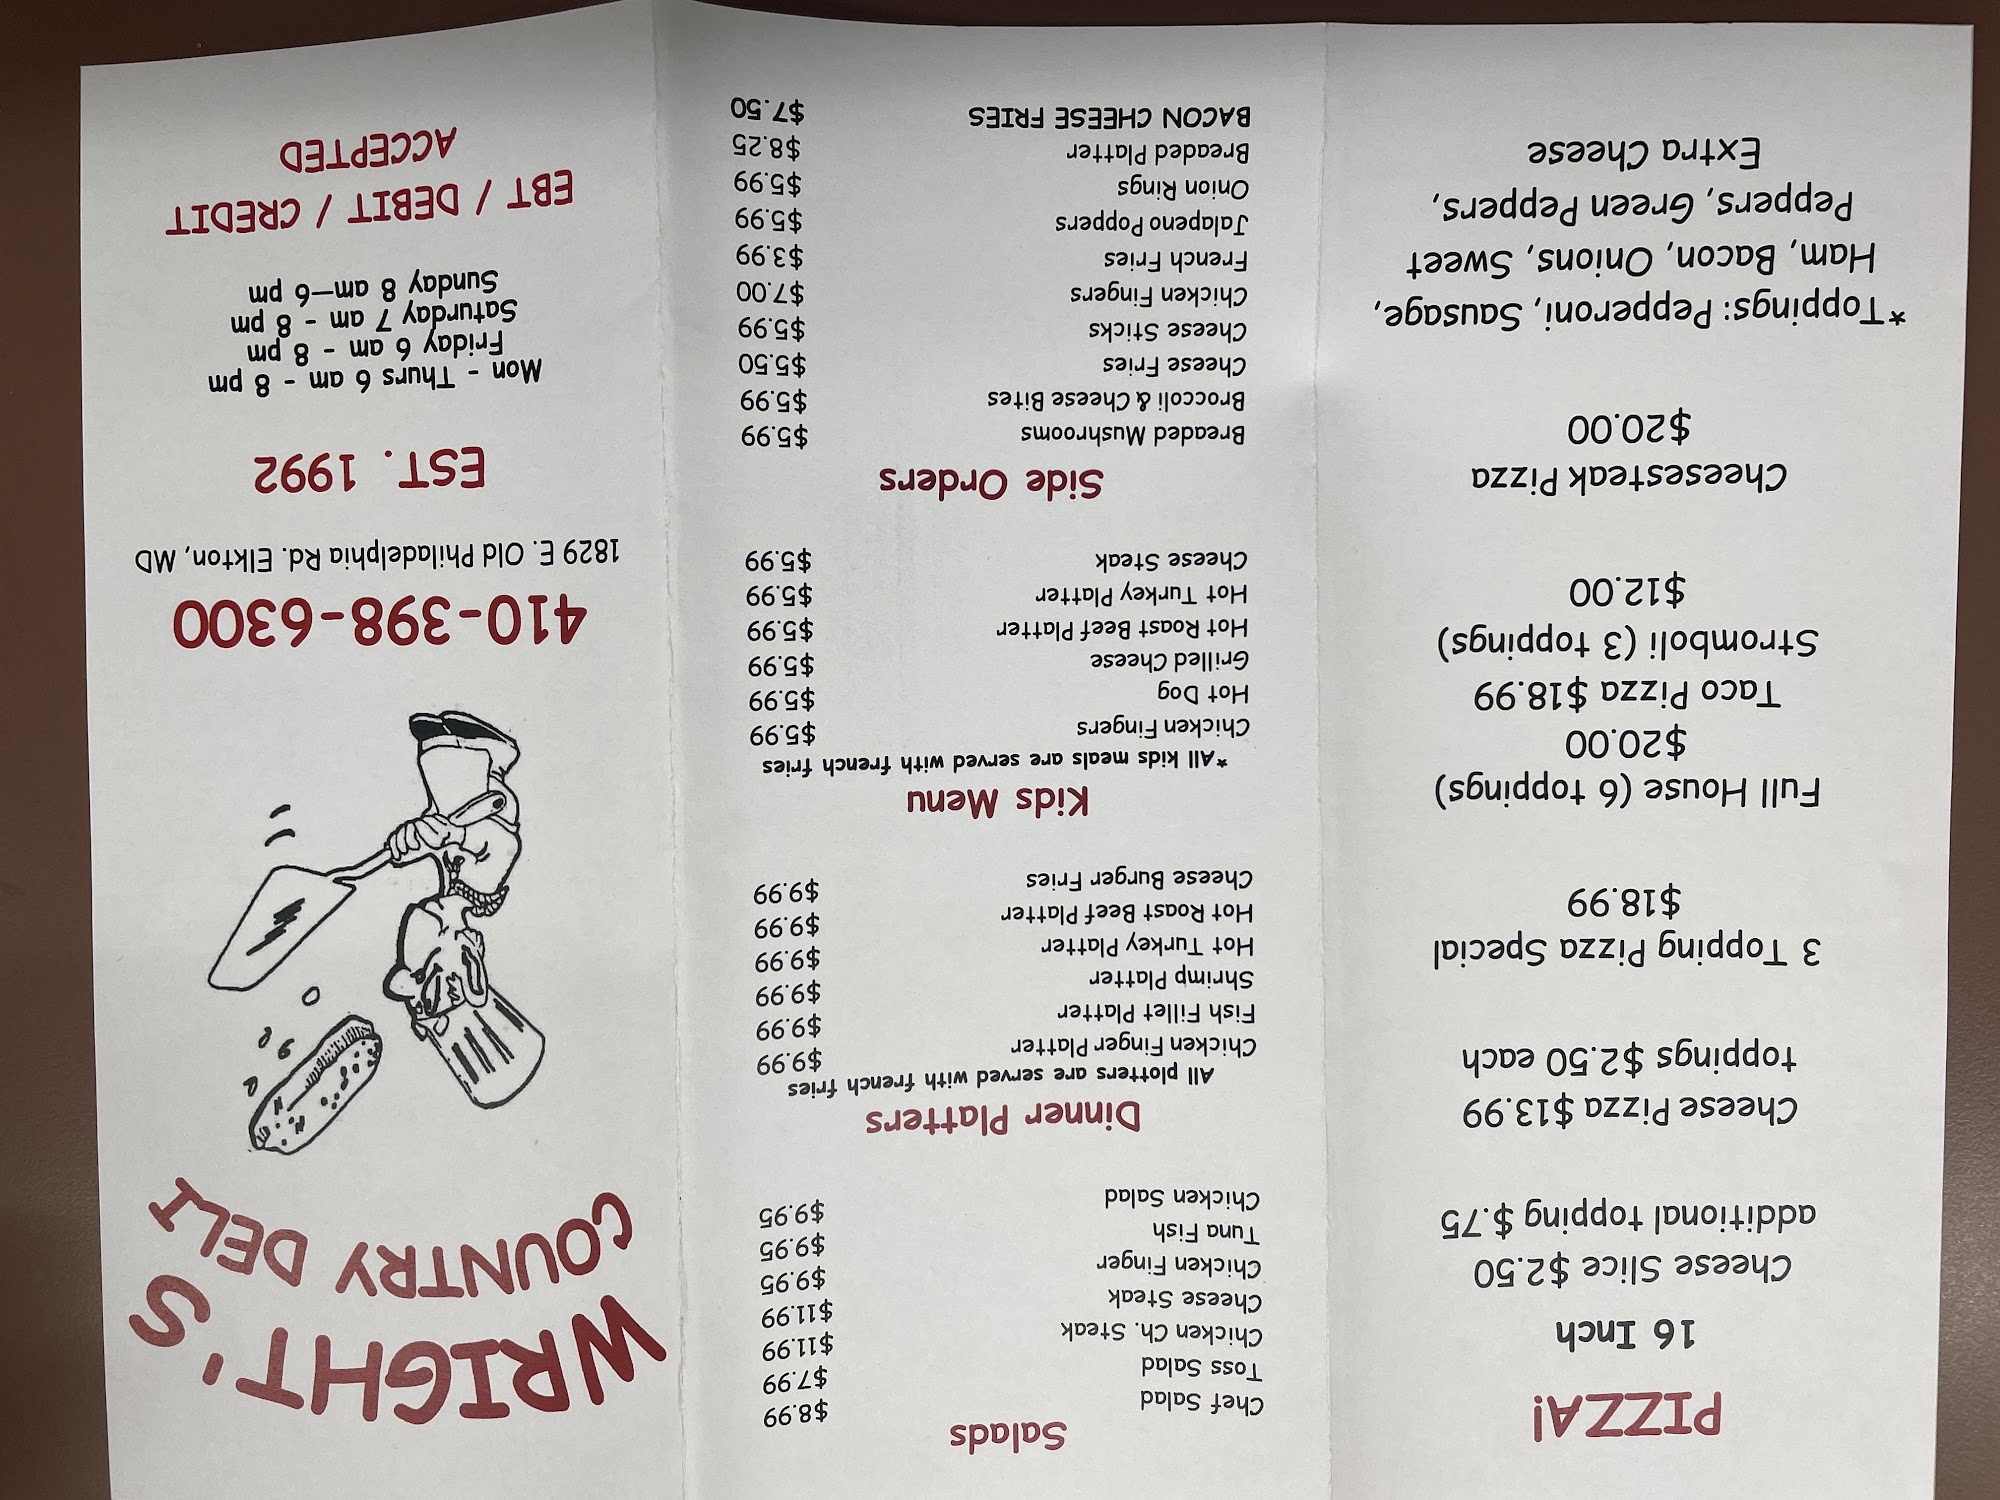 PIZZA!
16 Inch
Cheese Slice $2.50
additional topping $.75
Cheese Pizza $13.99
toppings $2.50 each
3 Topping Pizza Special
$18.99
Full House (6 toppings)
$20.00
Taco Pizza $18.99
Stromboli (3 toppings)
$12.00
Cheesesteak Pizza
$20.00
*Toppings: Pepperoni, Sausage,
Ham, Bacon, Onions, Sweet
Peppers, Green Peppers,
Extra Cheese
Salads
Chef Salad $8.99
Toss Salad $7.99
Chicken Ch. Steak $11.99
Cheese Steak $11.99
Chicken Finger $9.95
Tuna Fish $9.95
Chicken Salad $9.95
Dinner Platters
All plotters are served with french fries
Chicken Finger Platter $9.99
Fish Fillet Platter $9.99
Shrimp Platter $9.99
Hot Turkey Platter $9.99
Hot Roast Beef Platter $9.99
Cheese Burger Fries $9.99
Kids Menu
*All kids meals are served with french fries
Chicken Fingers $5.99
Hot Dog $5.99
Grilled Cheese $5.99
Hot Roast Beef Platter $5.99
Hot Turkey Platter $5.99
Cheese Steak $5.99
Side Orders
Breaded Mushrooms $5.99
Broccoli & Cheese Bites $5.99
Cheese Fries $5.50
Cheese Sticks $5.99
Chicken Fingers $7.00
French Fries $3.99
Jalapeno Poppers $5.99
Onion Rings $5.99
Breaded Platter $8.25
BACON CHEESE FRIES $7.50
WRIGHT'S
COUNTRY DELI
410-398-6300
1829 E. Old Philadelphia Rd. Elkton, MD
EST. 1992
Mon - Thurs 6 am - 8 pm
Friday 6 am - 8 pm
Saturday 7 am - 8 pm
Sunday 8 am—6 pm
EBT / DEBIT / CREDIT
ACCEPTED